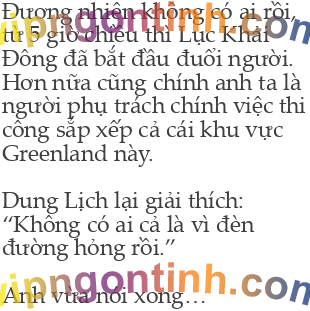 Đương nhiên không có ai rồi,
từ 5 giờ chiều thì Lục Khải
Đông đã bắt đầu đuổi người.
Hơn nữa cũng chính anh ta là
người phụ trách chính việc thi
công sắp xếp cả cái khu vực
Greenland này.
Dung Lịch lại giải thích:
“Không có ai cả là vì đèn
đường hỏng rồi.”
Anh vừa nói xong…
vipngontinh.com
vipngontinh.com